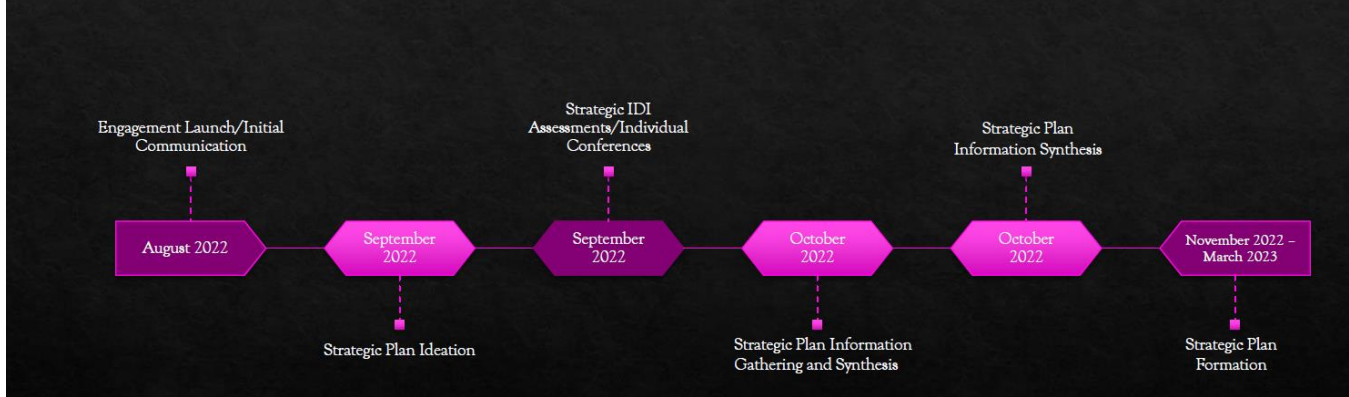 Engagement Launch/Initial
Communication
August 2022
September
2022
Strategic Plan Ideation
Strategic IDI
Assessments/Individual
Conferences
September
2022
October
2022
Strategic Plan Information
Gathering and Synthesis
Strategic Plan
Information Synthesis
October
2022
November 2022 –
March 2023
Strategic Plan
Formation